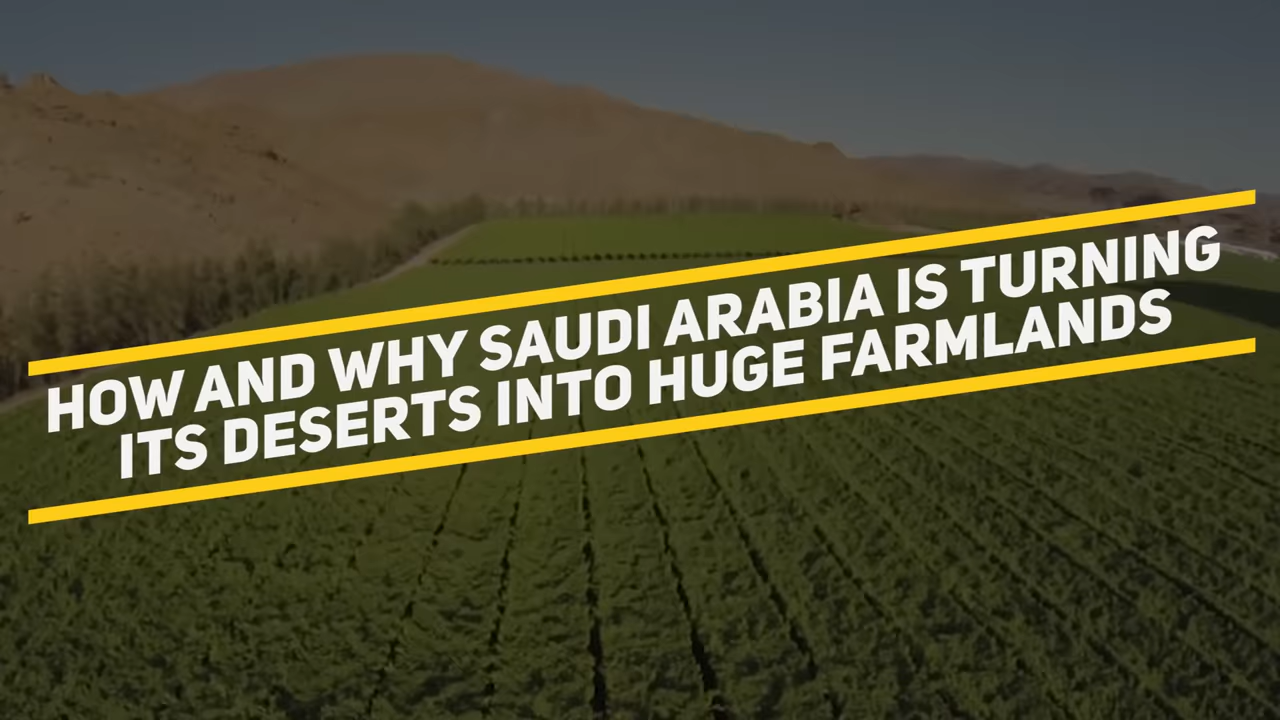 HOW AND WHY SAUDI ARABIA IS TURNING
ITS DESERTS INTO HUGE FARMLANDS